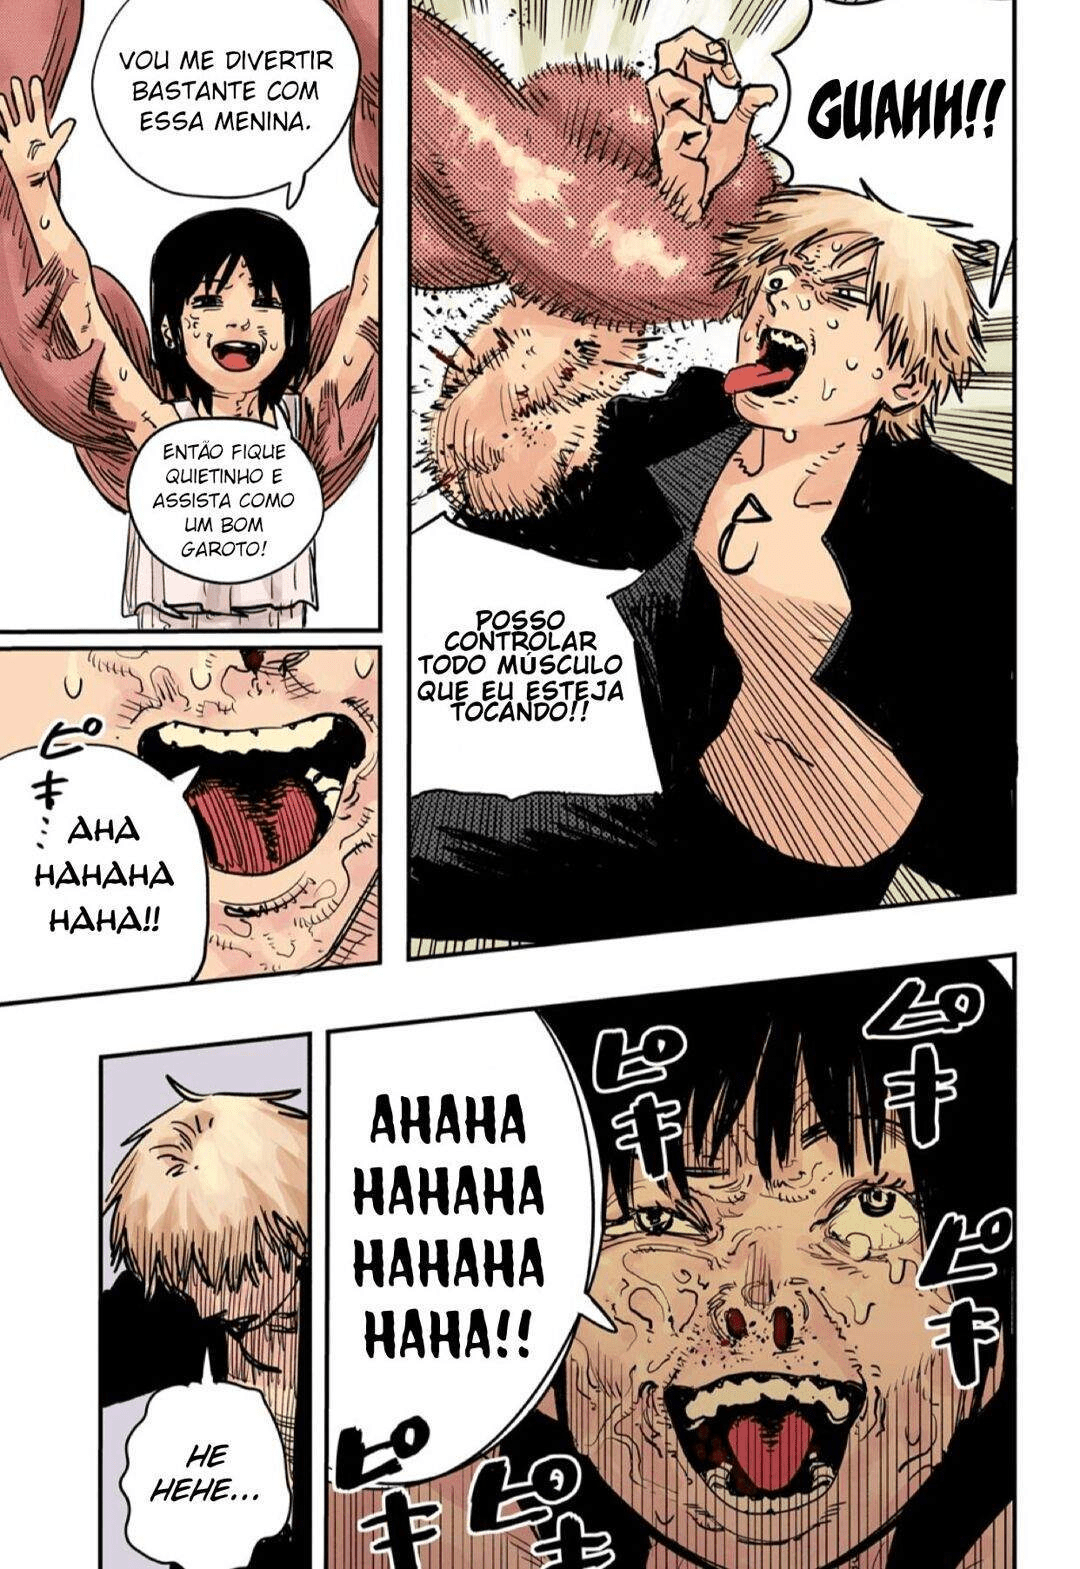 GUAHH!!
POSSO
CONTROLAR
TODO MÚSCULO
QUE EU ESTEJA
TOCANDO!!
VOU ME DIVERTIR
BASTANTE COM
ESSA MENINA.
ENTÃO FIQUE
QUIETINHO E
ASSISTA COMO
UM BOM
GAROTO!
ピキ…
AHA
HAHAHA
HAHA!!
ピキ
ピキ
ピキ
AHAHA
HAHAHA
HAHAHA
HAHA!!
ピキ
ピキ
HE
HEHE...